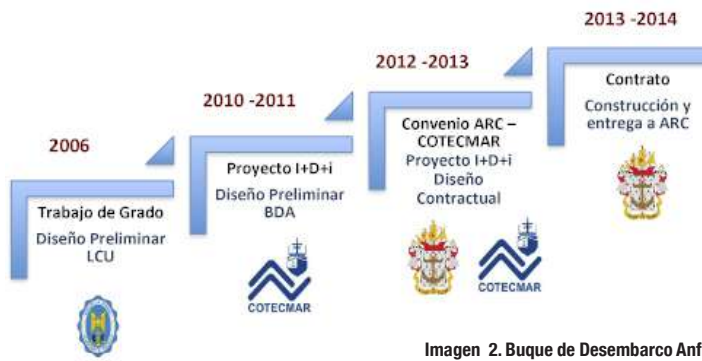 2006
Trabajo de Grado
Diseño Preliminar
LCU
2010 -2011
Proyecto I+D+i
Diseño Preliminar
BDA
COTECMAR
2012 -2013
Convenio ARC –
COTECMAR
Proyecto I+D+i
Diseño
Contractual
COTECMAR
2013 -2014
Contrato
Construcción y
entrega a ARC
Imagen 2. Buque de Desembarco Anf